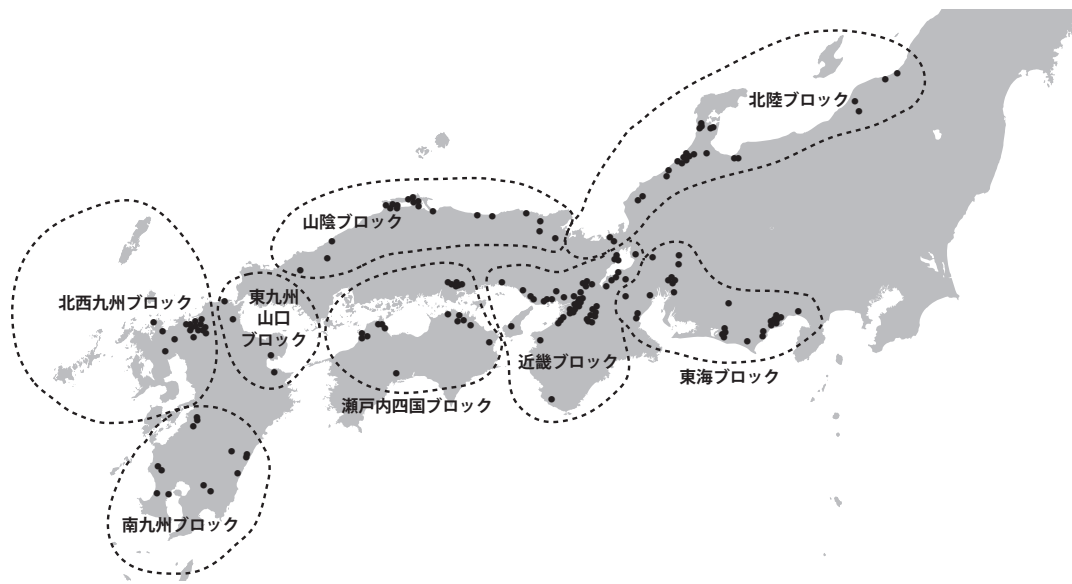 北陸ブロック
山陰ブロック
北西九州ブロック
東九州
山口
ブロック
近畿ブロック
東海ブロック
瀬戸内四国ブロック
南九州ブロック